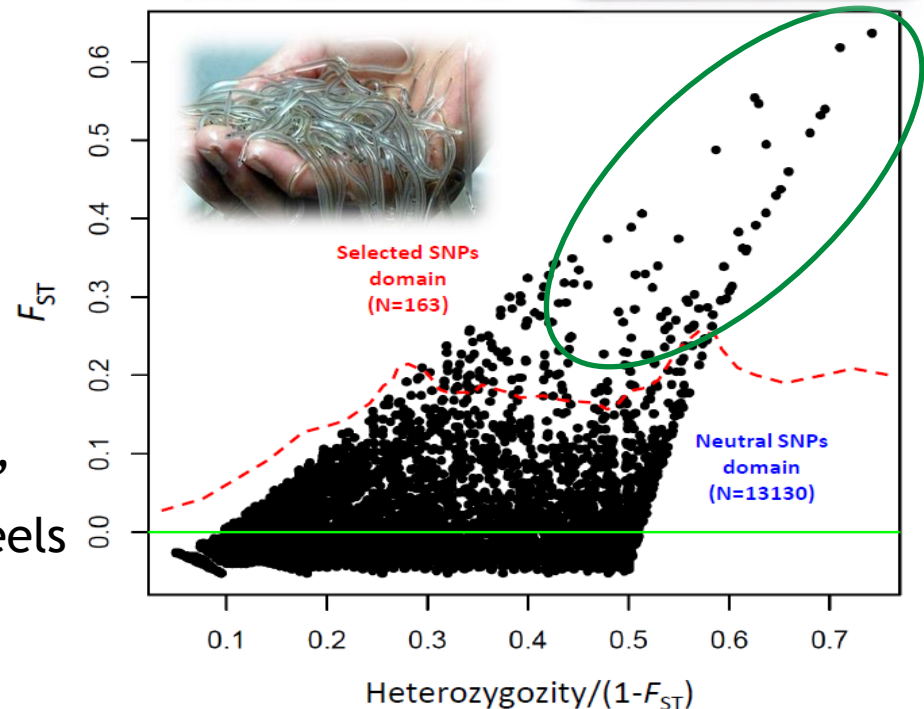 ,
eels
Selected SNPs
domain
(N=163)
Neutral SNPs
domain
(N=13130)
FST
0.6
0.5
0.4
0.3
0.2
0.1
0.0
0.1 0.2 0.3 0.4 0.5 0.6 0.7
Heterozygozity/(1-FST)